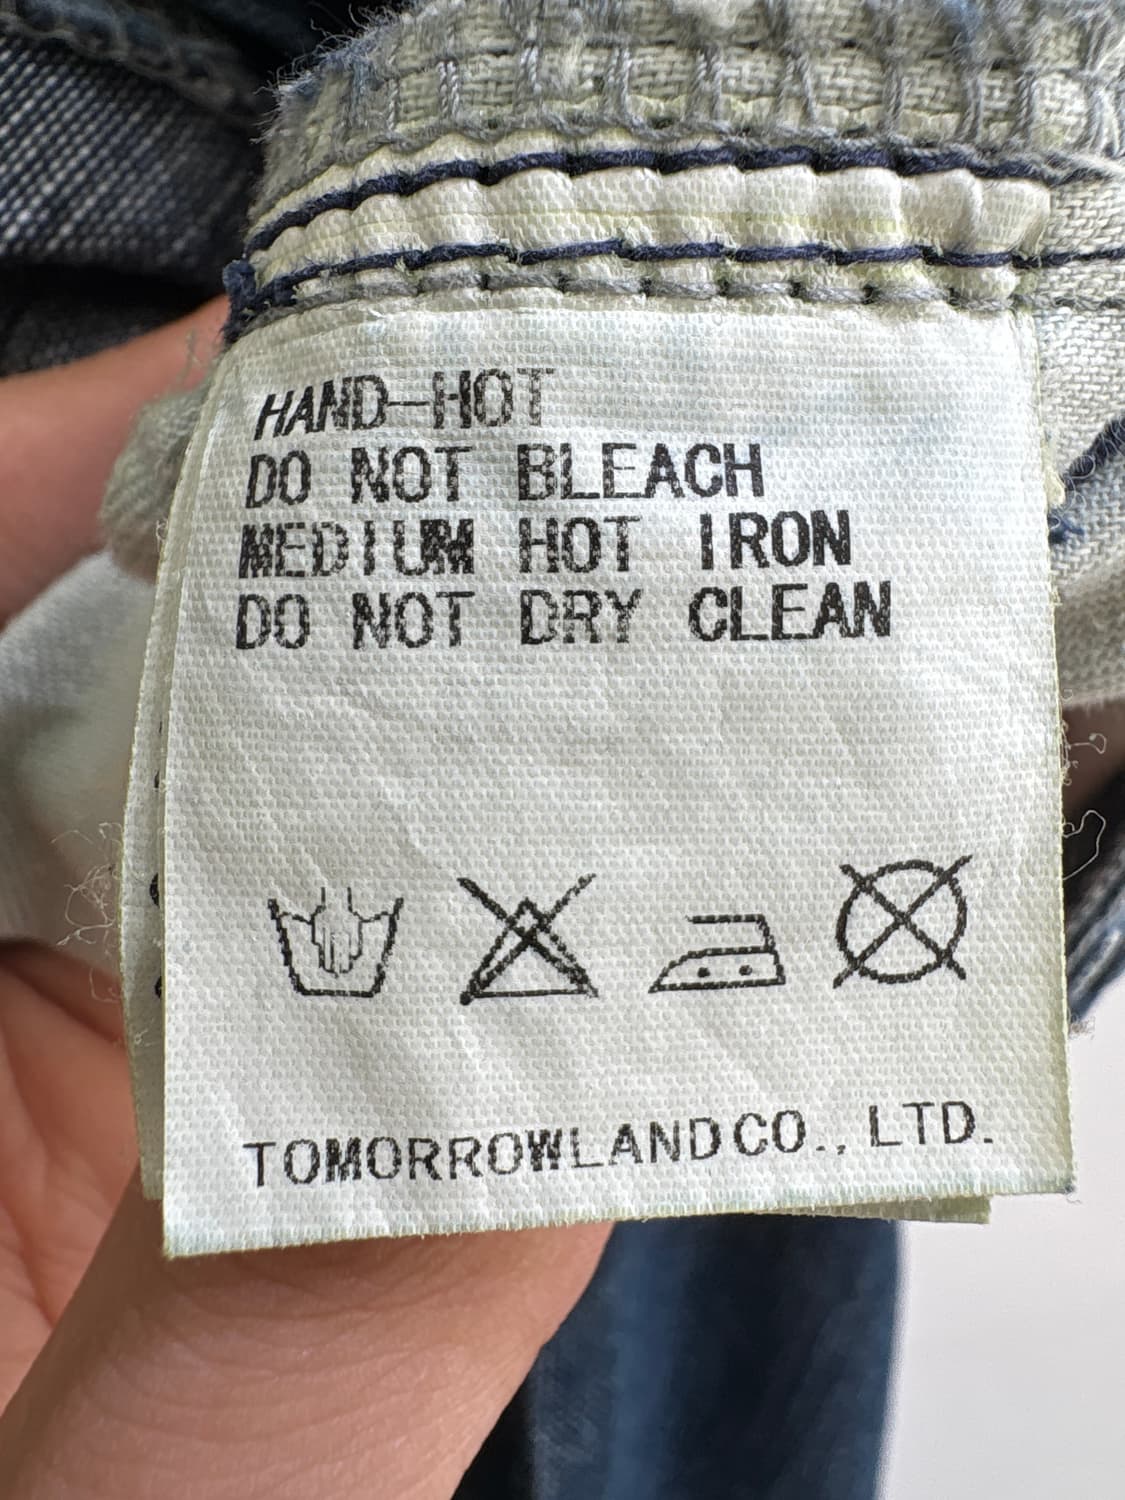 HAND-HOT
DO NOT BLEACH
MEDIUM HOT IRON
DO NOT DRY CLEAN
TOMORROWLAND CO., LTD.